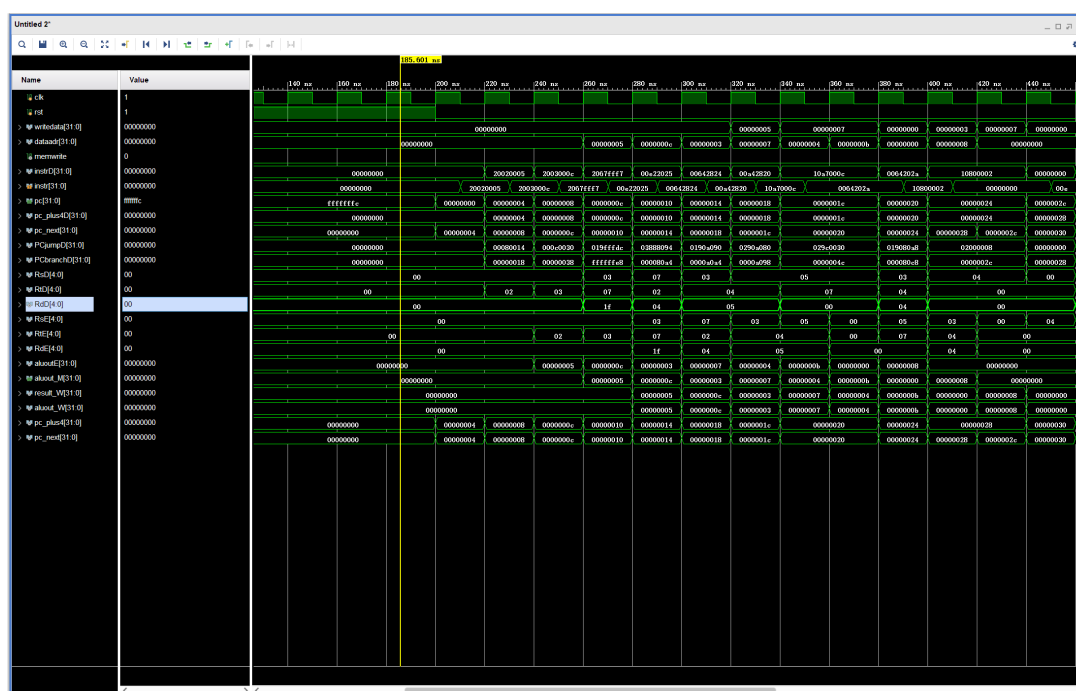 Untitled 2*
185.601 ns
Name Value
140 ns 160 ns 180 ns 200 ns 220 ns 240 ns 260 ns 280 ns 300 ns 320 ns 340 ns 360 ns 380 ns 400 ns 420 ns 440 ns
clk 1
rst 1
writedata[31:0] 00000000 00000000 00000005 00000007 00000000 00000003 00000007 00000000
dataadr[31:0] 00000000 00000000 00000005 0000000c 00000003 00000007 00000004 0000000b 00000000 00000008 00000000
memwrite 0
instrD[31:0] 00000000 00000000 20020005 2003000c 2067fff7 00e22025 00642824 00a42820 10a7000c 0064202a 10800002 00000000
instr[31:0] 00000000 00000000 20020005 2003000c 2067fff7 00e22025 00642824 00a42820 10a7000c 0064202a 10800002 00000000 00e
pc[31:0] fffffffc fffffffc 00000000 00000004 00000008 0000000c 00000010 00000014 00000018 0000001c 00000020 00000024 0000002c
pc_plus4D[31:0] 00000000 00000000 00000004 00000008 0000000c 00000010 00000014 00000018 0000001c 00000020 00000024 00000028
pc_next[31:0] 00000000 00000000 00000004 00000008 0000000c 00000010 00000014 00000018 0000001c 00000020 00000024 00000028 0000002c 00000030
PCjumpD[31:0] 00000000 00000000 00080014 000c0030 019fffdc 03888094 0190a090 0290a080 029c0030 019080a8 02000008 00000000
PCbranchD[31:0] 00000000 00000000 00000018 00000038 ffffffe8 000080a4 0000a0a4 0000a098 0000004c 000080c8 0000002c 00000028
RsD[4:0] 00 00 03 07 03 05 03 04 00
RtD[4:0] 00 00 02 03 07 02 04 07 04 00
RdD[4:0] 00 00 1f 04 05 00 04 00
RsE[4:0] 00 00 03 07 03 05 00 05 03 00 04
RtE[4:0] 00 00 02 03 07 02 04 00 07 04 00
RdE[4:0] 00 00 1f 04 05 00 04 00
aluoutE[31:0] 00000000 00000000 00000005 0000000c 00000003 00000007 00000004 0000000b 00000000 00000008 00000000
aluout_M[31:0] 00000000 00000000 00000005 0000000c 00000003 00000007 00000004 0000000b 00000000 00000008 00000000
result_W[31:0] 00000000 00000000 00000005 0000000c 00000003 00000007 00000004 0000000b 00000000 00000008 00000000
aluout_W[31:0] 00000000 00000000 00000005 0000000c 00000003 00000007 00000004 0000000b 00000000 00000008 00000000
pc_plus4[31:0] 00000000 00000000 00000004 00000008 0000000c 00000010 00000014 00000018 0000001c 00000020 00000024 00000028 00000030
pc_next[31:0] 00000000 00000000 00000004 00000008 0000000c 00000010 00000014 00000018 0000001c 00000020 00000024 00000028 0000002c 00000030